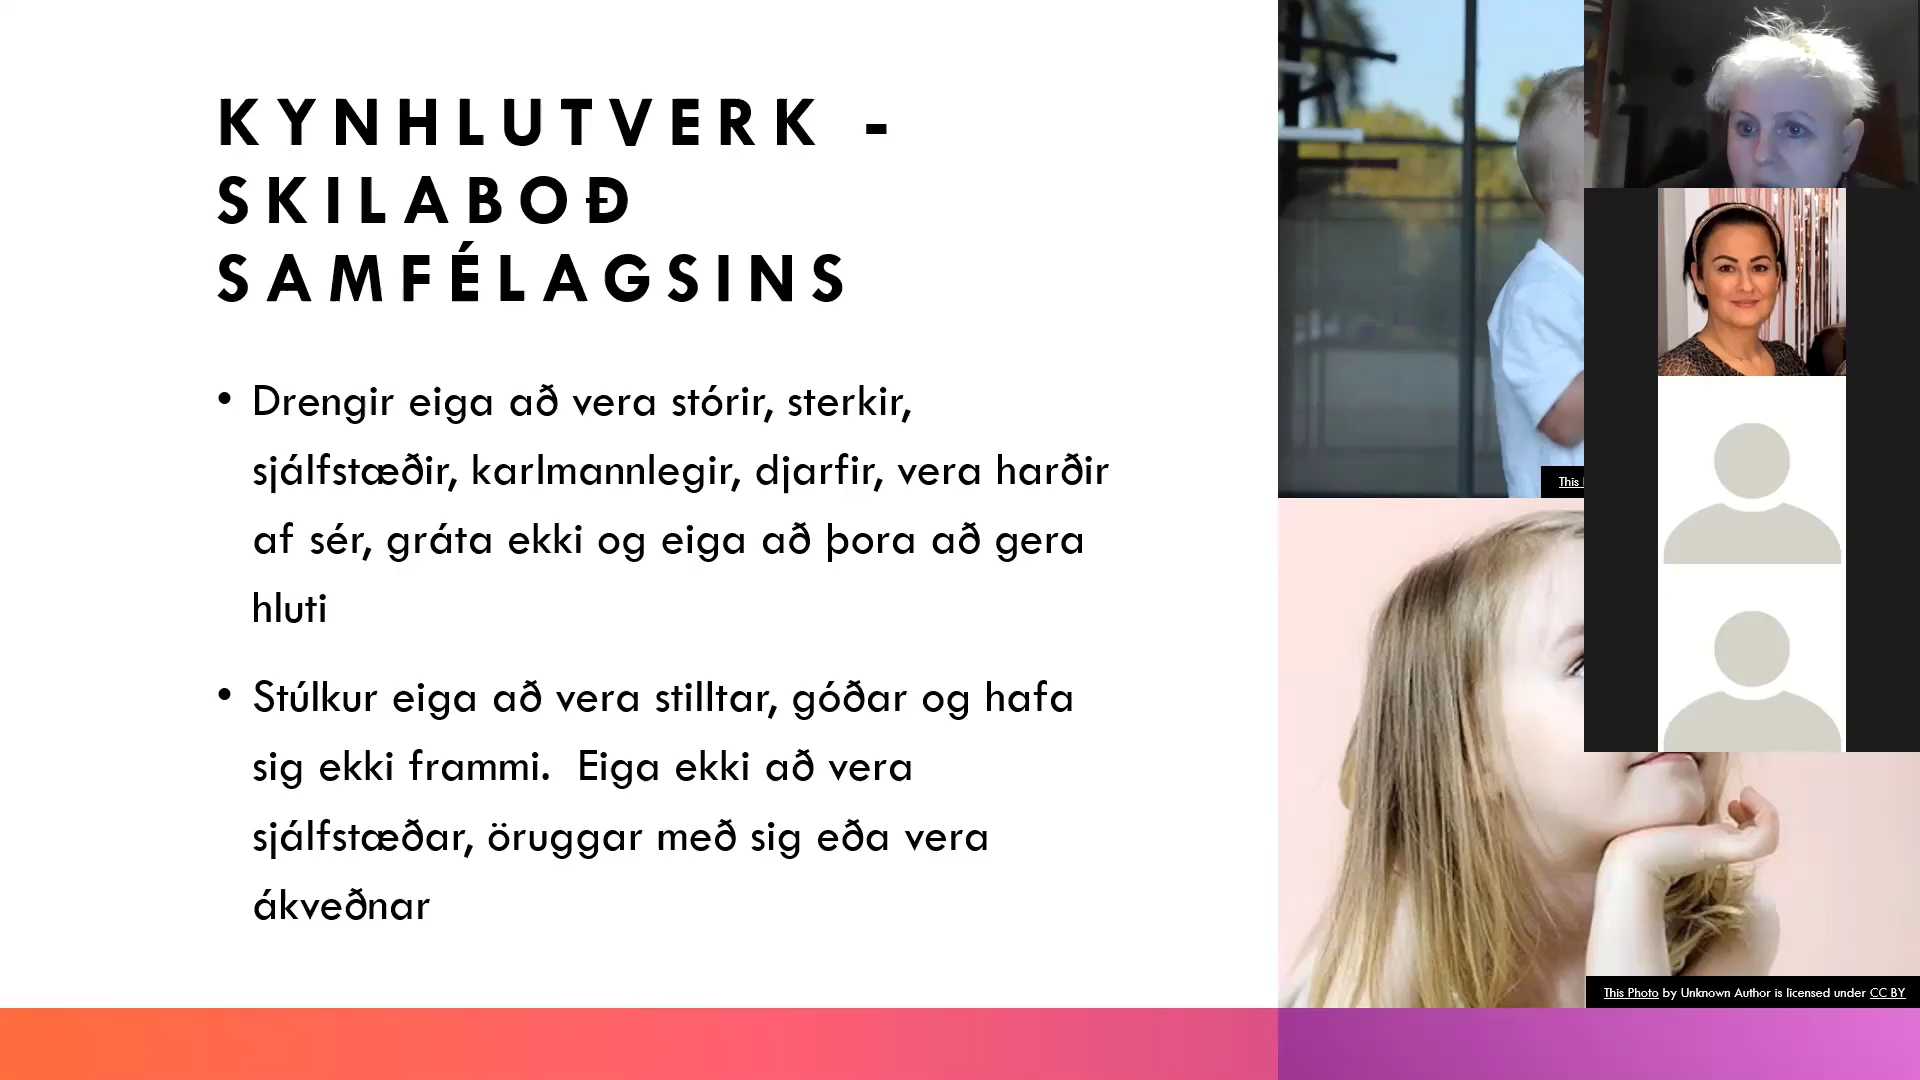 KYNHLUTVERK -
SKILABOÐ
SAMFÉLAGSINS
• Drengir eiga að vera stórir, sterkir,
sjálfstæðir, karlmannlegir, djarfir, vera harðir
af sér, gráta ekki og eiga að þora að gera
hluti
• Stúlkur eiga að vera stilltar, góðar og hafa
sig ekki frammi.  Eiga ekki að vera
sjálfstæðar, öruggar með sig eða vera
ákveðnar
This
This Photo by Unknown Author is licensed under CC BY